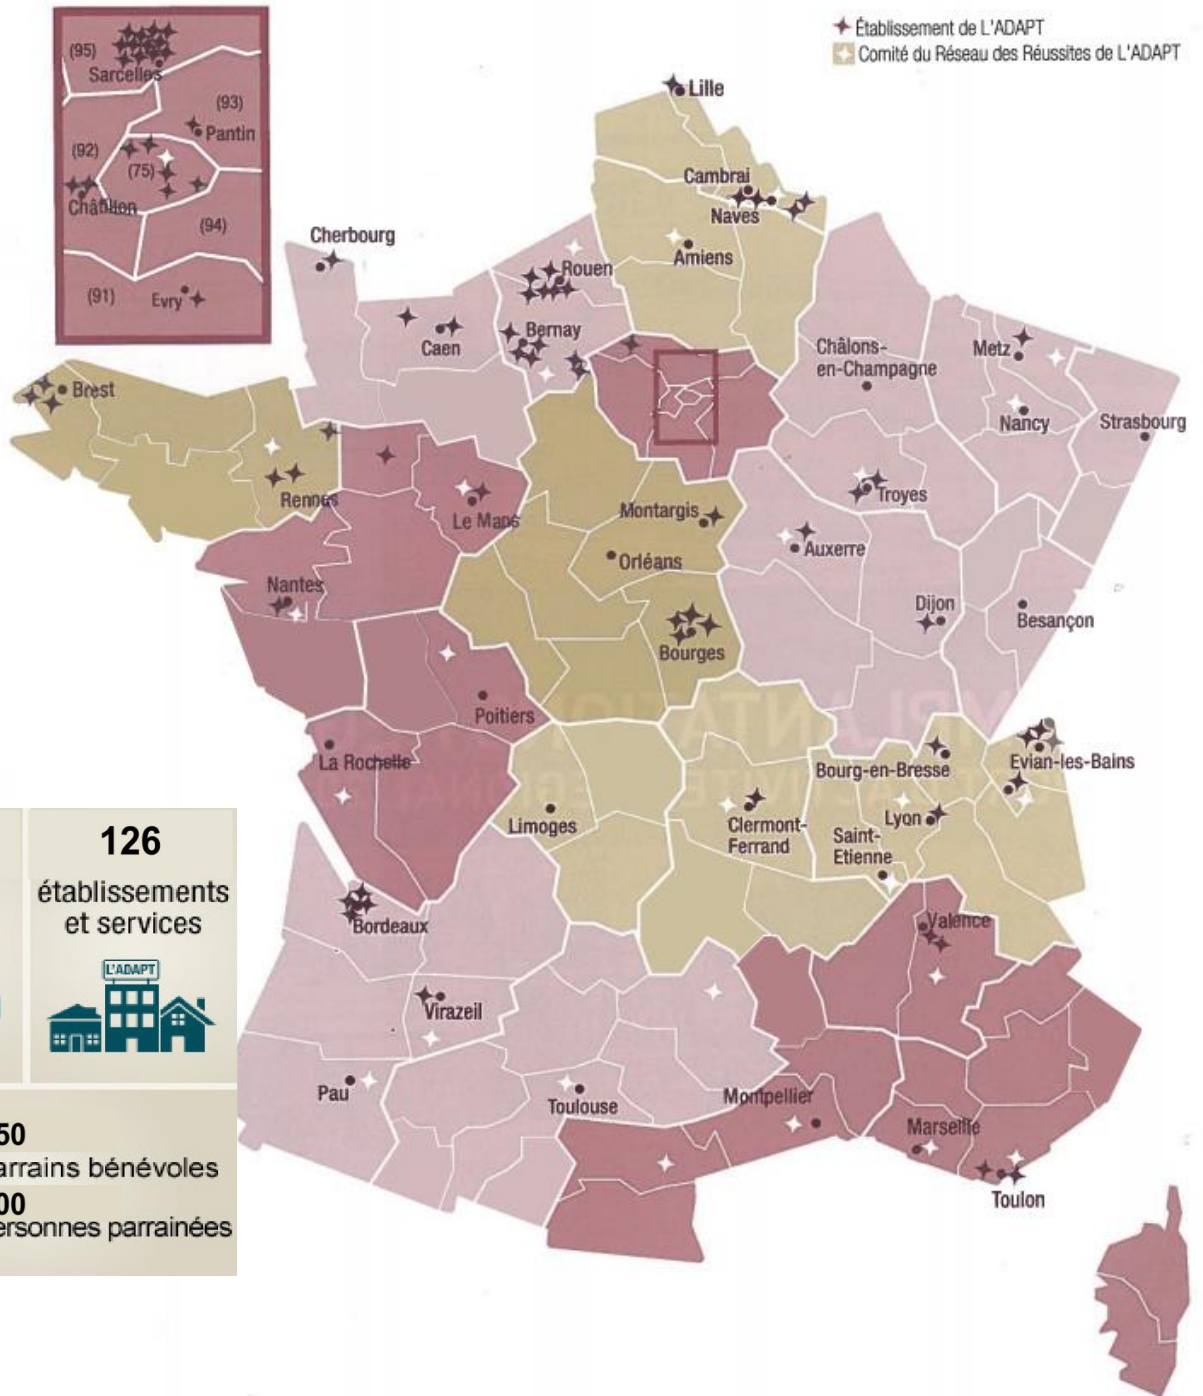 Établissement de L'ADAPT
Comité du Réseau des Réussites de L'ADAPT
(95)
Sarcelles
(93)
Pantin
(92)
(75)
Châtillon
(94)
(91)
Evry
Lille
Cambrai
Naves
Amiens
Cherbourg
Rouen
Caen
Bernay
Châlons-
en-Champagne
Metz
Nancy
Strasbourg
Brest
Rennes
Le Mans
Troyes
Montargis
Auxerre
Orléans
Nantes
Dijon
Besançon
Bourges
Poitiers
La Rochelle
Bourg-en-Bresse
Evian-les-Bains
Limoges
Clermont-
Ferrand
Lyon
Saint-
Etienne
126
établissements
et services
L'ADAPT
Bordeaux
Valence
Virazeil
Pau
Toulouse
Montpellier
Marseille
Toulon
50
arrains bénévoles
00
ersonnes parrainées